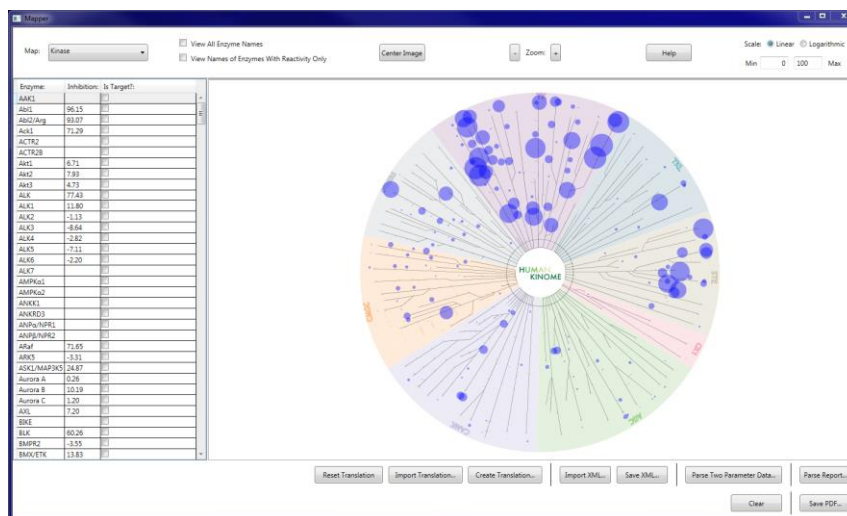 Mapper
Map: Kinase
View All Enzyme Names
View Names of Enzymes With Reactivity Only
Center Image
- Zoom: +
Help
Scale: Linear Logarithmic
Min 0 100 Max
Enzyme: Inhibition: Is Target?:
AAK1
Abl1 96.15
Abl2/Arg 93.07
Ack1 71.29
ACTR2
ACTR2B
Akt1 6.71
Akt2 7.93
Akt3 4.73
ALK 77.43
ALK1 11.80
ALK2 -1.13
ALK3 -8.64
ALK4 -2.82
ALK5 -7.11
ALK6 -2.20
ALK7
AMPKα1
AMPKα2
ANKK1
ANKRD3
ANPα/NPR1
ANPβ/NPR2
ARaf 71.65
ARK5 -3.31
ASK1/MAP3K5 24.87
Aurora A 0.26
Aurora B 10.19
Aurora C 1.20
AXL 7.20
BIKE
BLK 60.26
BMPR2 -3.55
BMX/ETK 13.83
TK
TKL
STE
CK1
AGC
CAMK
CMGC
HUMAN
KINOME
Reset Translation Import Translation... Create Translation... Import XML... Save XML... Parse Two Parameter Data... Parse Report...
Clear Save PDF...